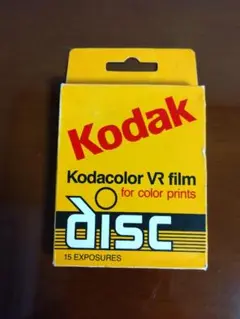 Kodak
Kodacolor VR film
for color prints
disc
15 EXPOSURES